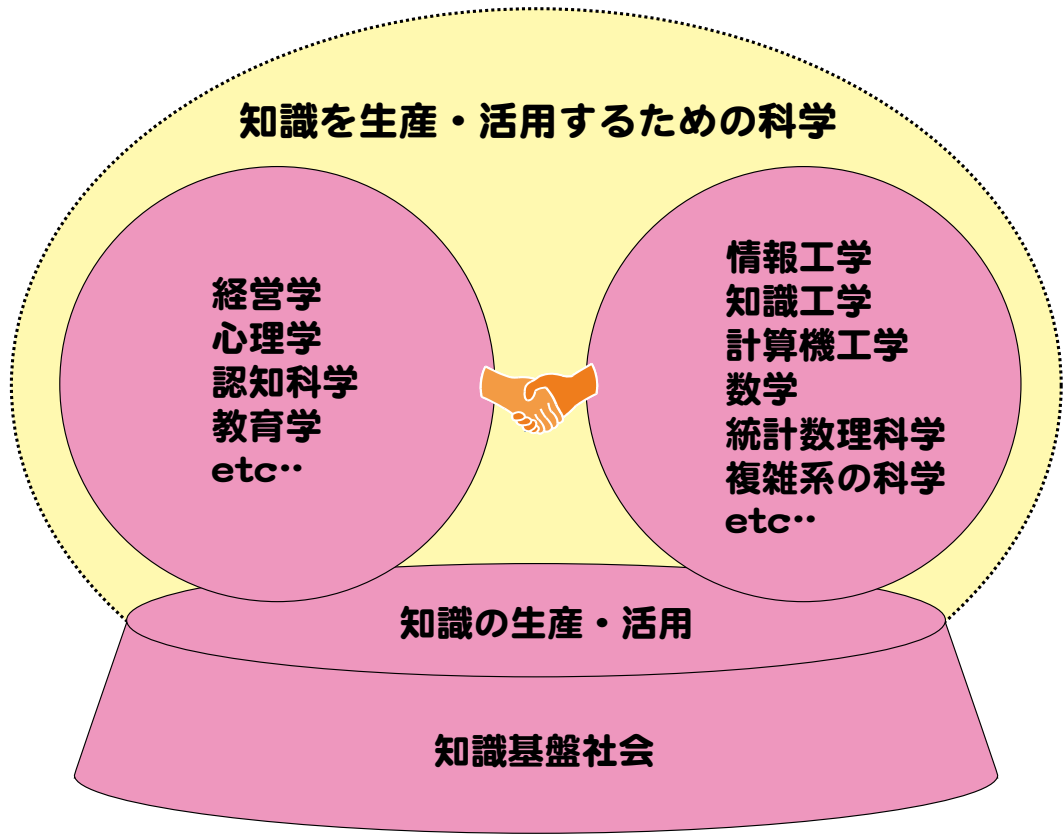 知識を生産・活用するための科学
経営学
心理学
認知科学
教育学
etc…
情報工学
知識工学
計算機工学
数学
統計数理科学
複雑系の科学
etc…
知識の生産・活用
知識基盤社会